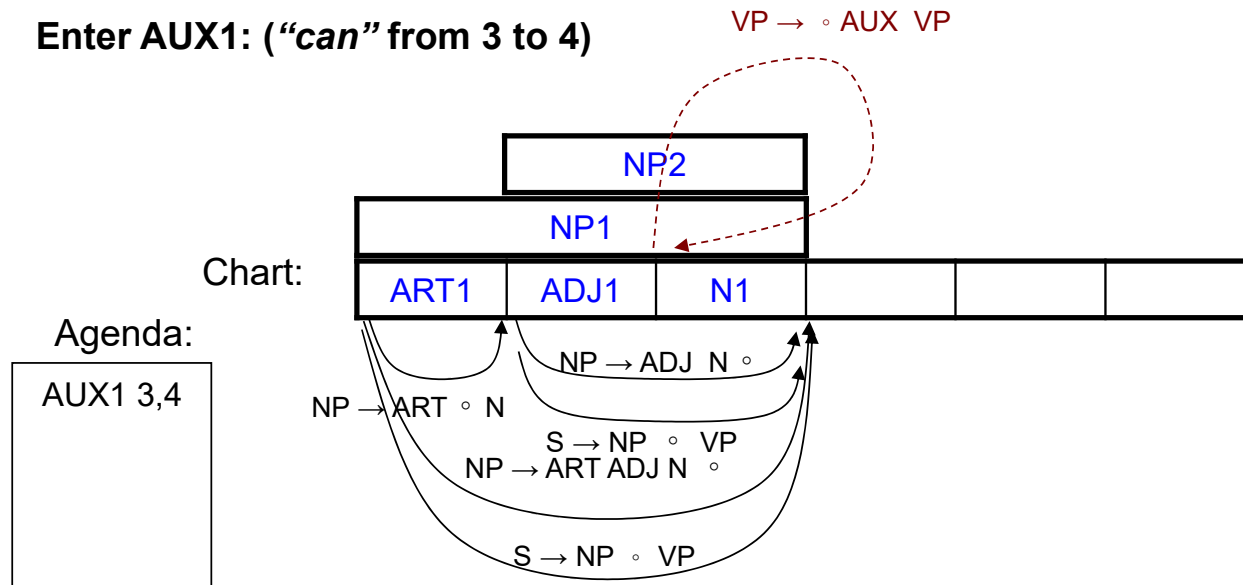 Enter AUX1: (“can” from 3 to 4)
VP → ◦ AUX VP
NP2
NP1
Chart:
ART1 ADJ1 N1
Agenda:
AUX1 3,4
NP → ADJ N ◦
NP → ART ◦ N
S → NP ◦ VP
NP → ART ADJ N ◦
S → NP ◦ VP